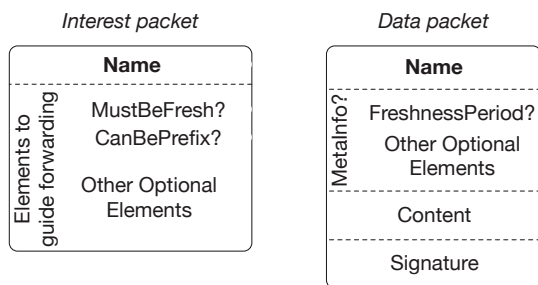 Interest packet
Name
Elements to
guide forwarding
MustBeFresh?
CanBePrefix?
Other Optional
Elements
Data packet
Name
MetaInfo?
FreshnessPeriod?
Other Optional
Elements
Content
Signature